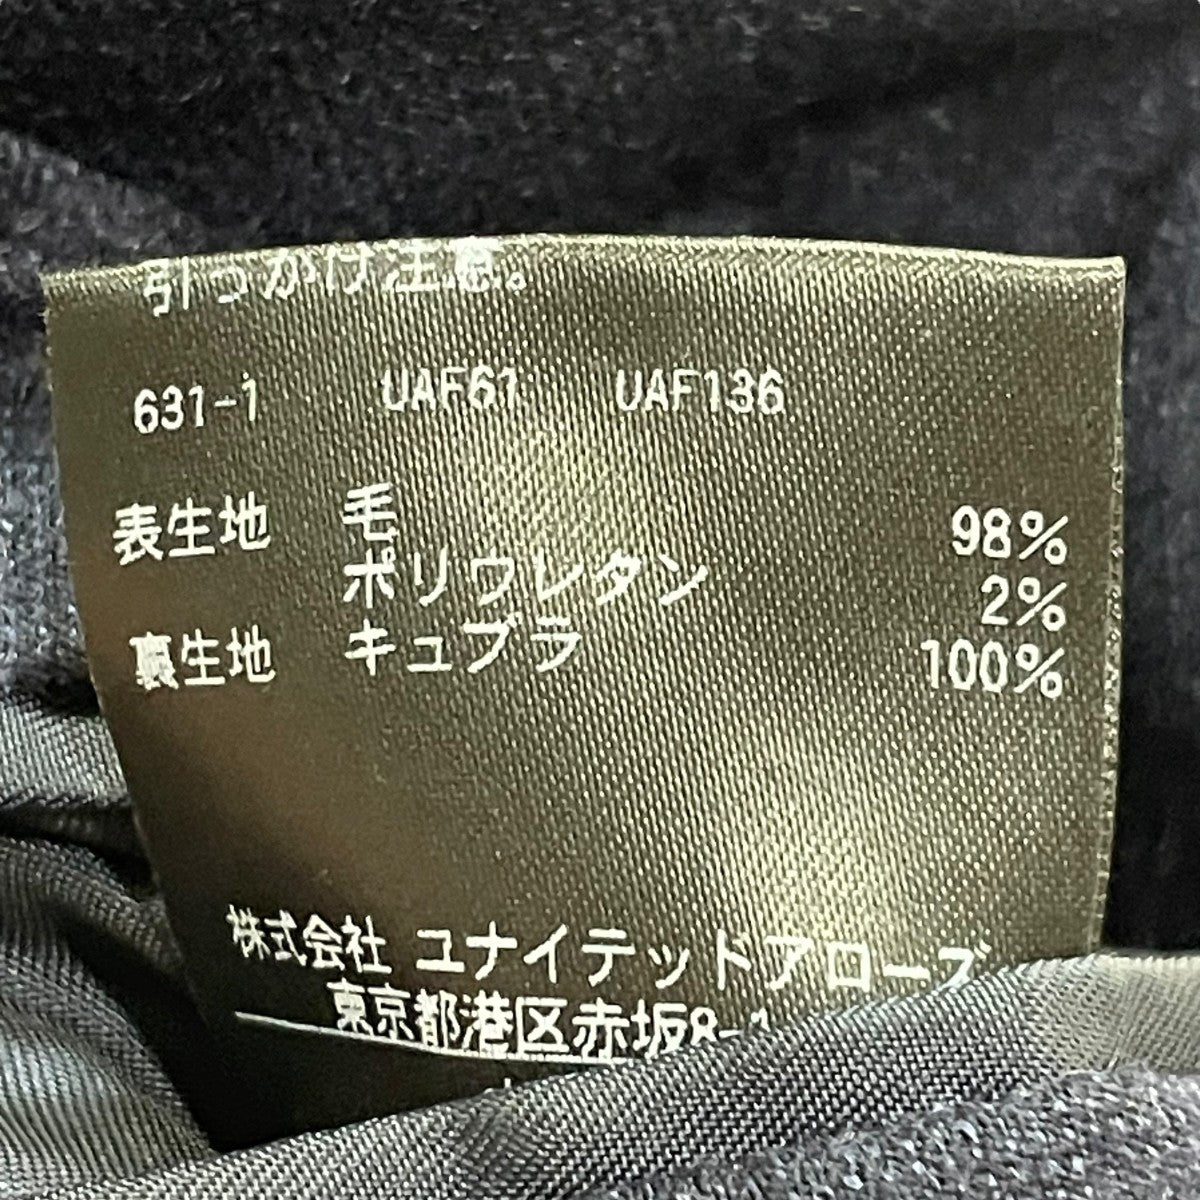 引っかけ注意。
631-1 UAF61 UAF136
表生地 毛 98%
ポリウレタン 2%
裏生地 キュプラ 100%
株式会社 ユナイテッドアローズ
東京都港区赤坂8-1